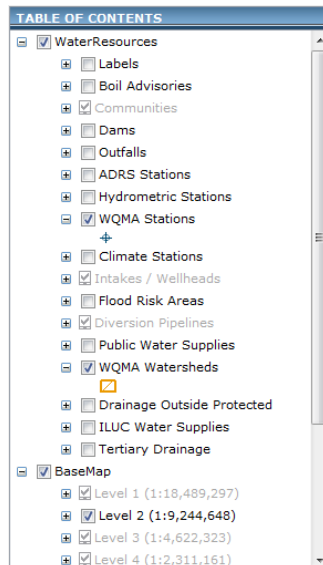 TABLE OF CONTENTS
WaterResources
Labels
Boil Advisories
Communities
Dams
Outfalls
ADRS Stations
Hydrometric Stations
WQMA Stations
Climate Stations
Intakes / Wellheads
Flood Risk Areas
Diversion Pipelines
Public Water Supplies
WQMA Watersheds
Drainage Outside Protected
ILUC Water Supplies
Tertiary Drainage
BaseMap
Level 1 (1:18,489,297)
Level 2 (1:9,244,648)
Level 3 (1:4,622,323)
Level 4 (1:2,311,161)